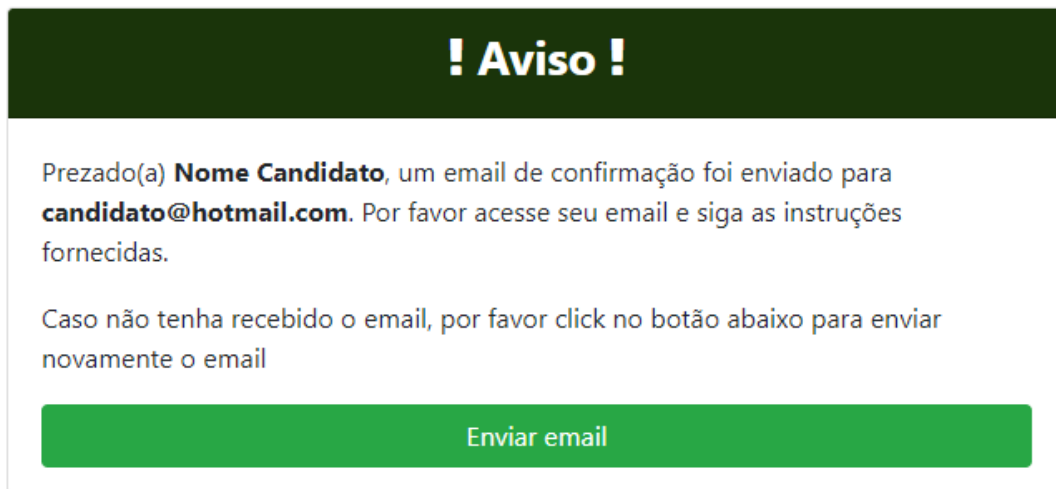 ! Aviso !
Prezado(a) Nome Candidato, um email de confirmação foi enviado para
candidato@hotmail.com. Por favor acesse seu email e siga as instruções
fornecidas.
Caso não tenha recebido o email, por favor click no botão abaixo para enviar
novamente o email
Enviar email